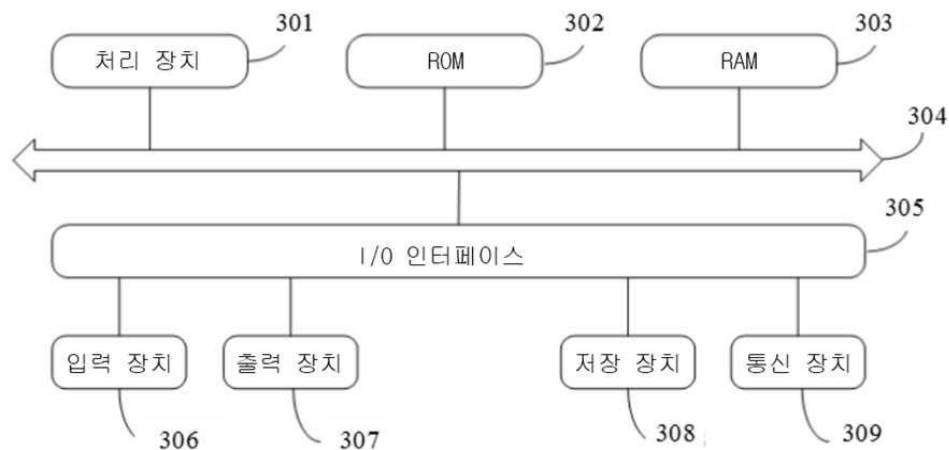 301
302
303
처리 장치
ROM
RAM
304
305
I/O 인터페이스
입력 장치
출력 장치
저장 장치
통신 장치
306
307
308
309